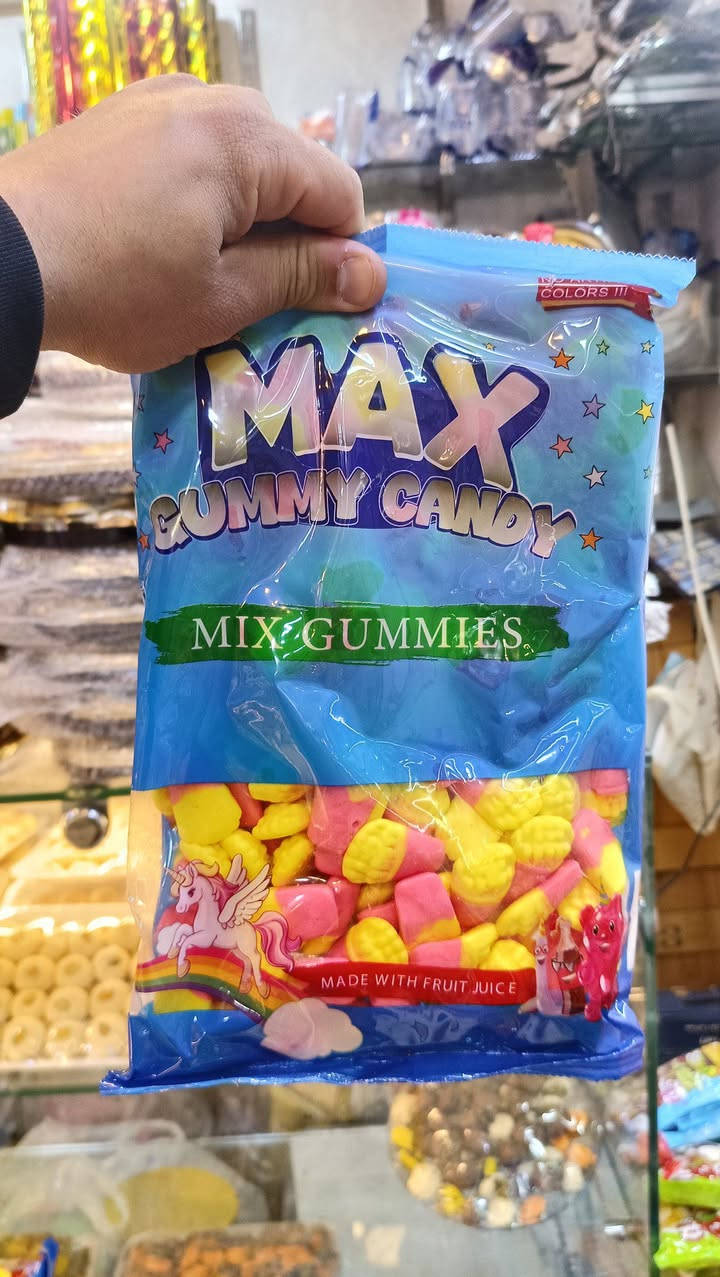 COLORS !!!
MAX
GUMMY CANDY
MIX GUMMIES
MADE WITH FRUIT JUICE